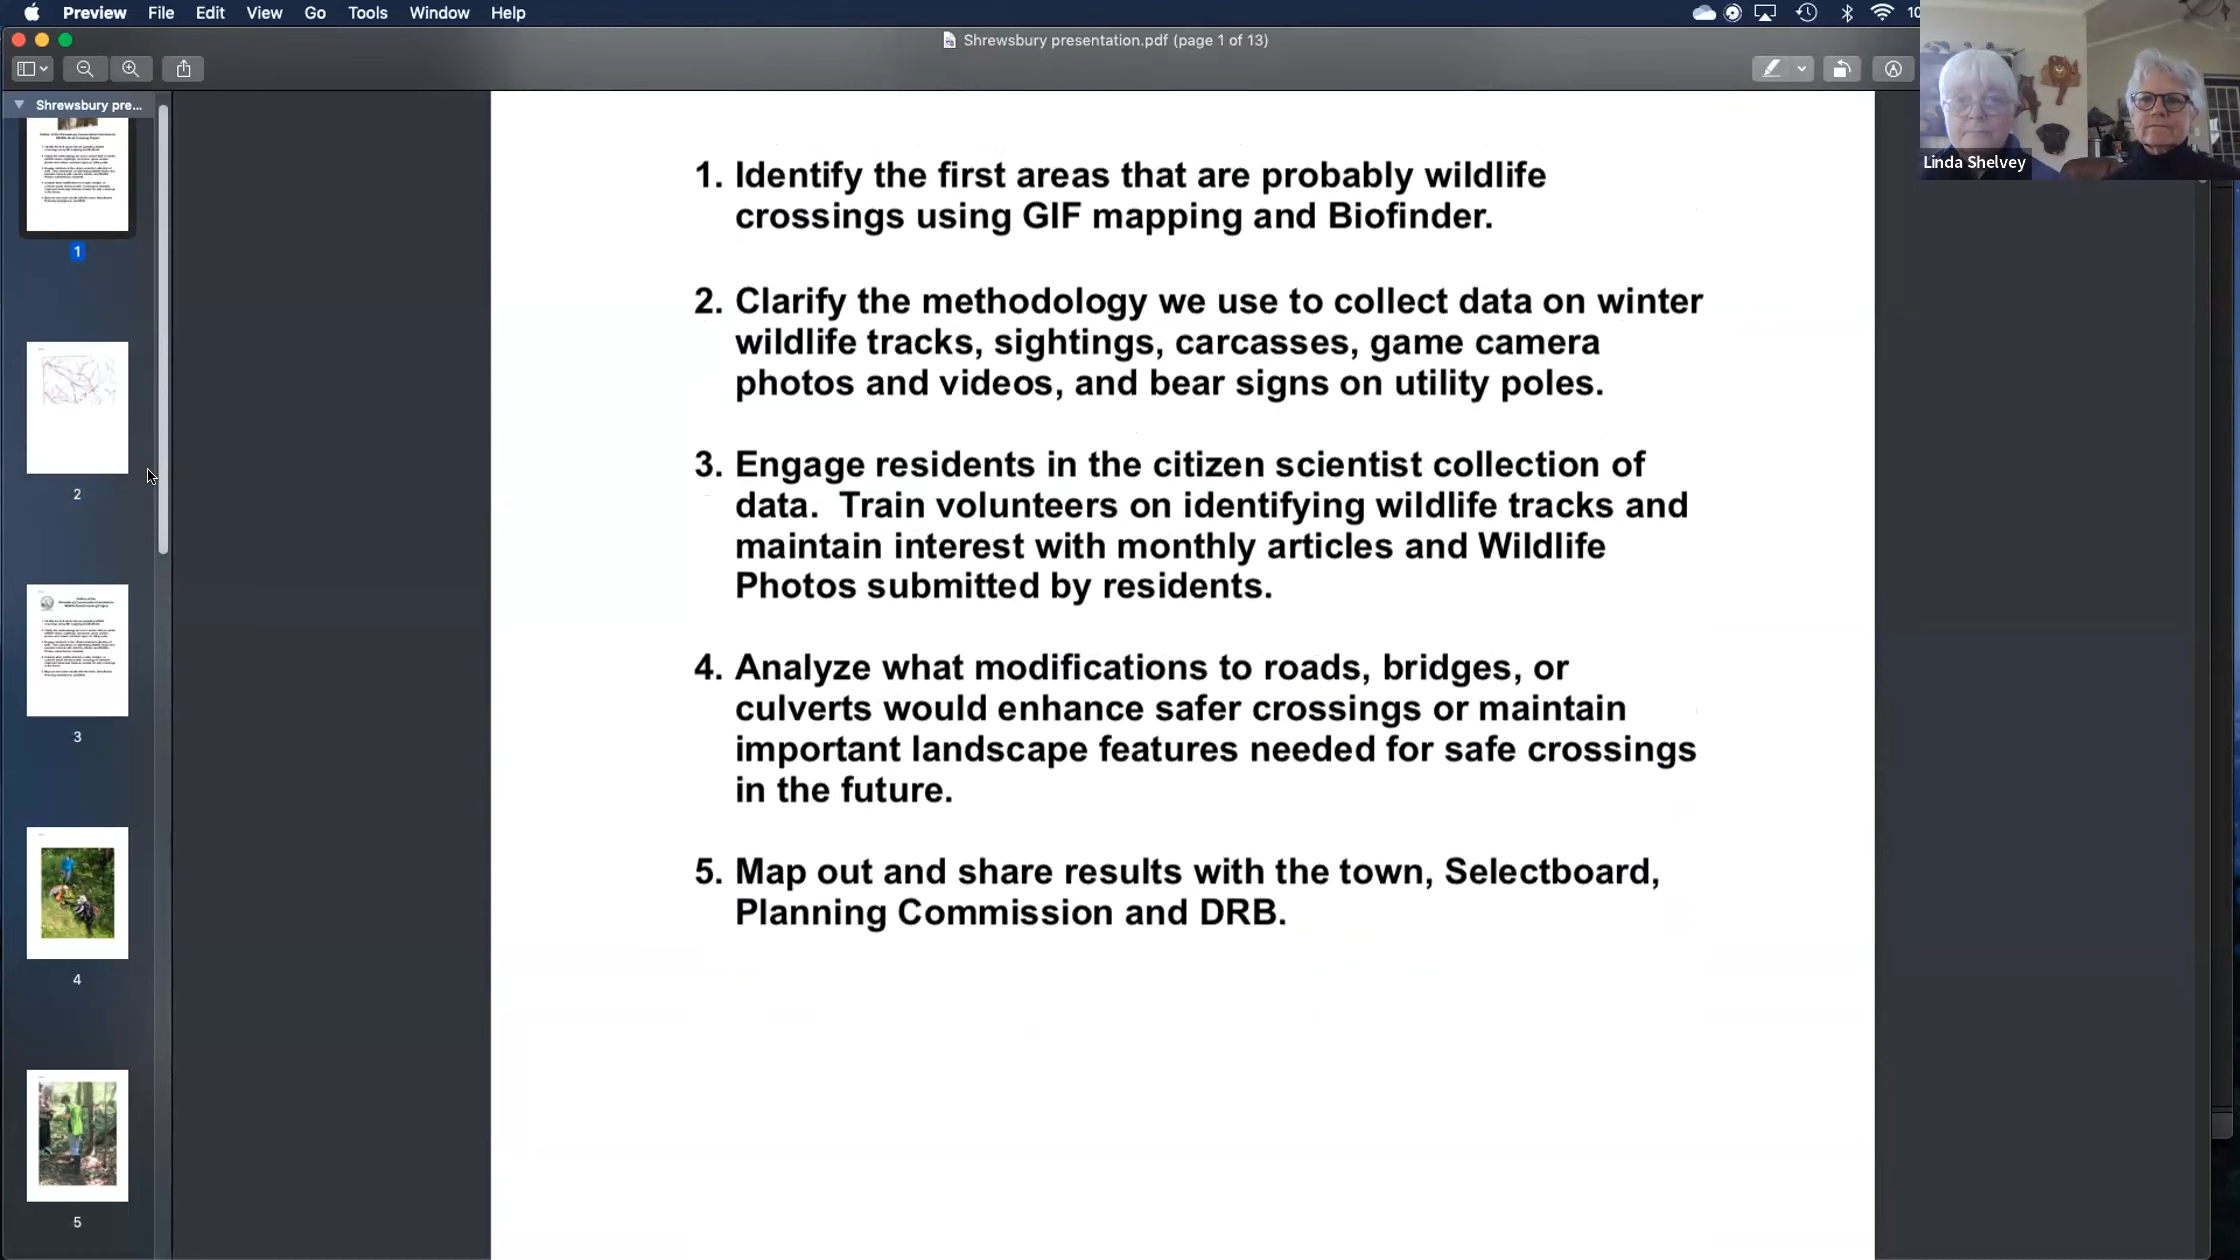 Preview File Edit View Go Tools Window Help
Shrewsbury presentation.pdf (page 1 of 13)
Linda Shelvey
Shrewsbury pre...
1
2
3
4
5
1. Identify the first areas that are probably wildlife
crossings using GIF mapping and Biofinder.
2. Clarify the methodology we use to collect data on winter
wildlife tracks, sightings, carcasses, game camera
photos and videos, and bear signs on utility poles.
3. Engage residents in the citizen scientist collection of
data. Train volunteers on identifying wildlife tracks and
maintain interest with monthly articles and Wildlife
Photos submitted by residents.
4. Analyze what modifications to roads, bridges, or
culverts would enhance safer crossings or maintain
important landscape features needed for safe crossings
in the future.
5. Map out and share results with the town, Selectboard,
Planning Commission and DRB.